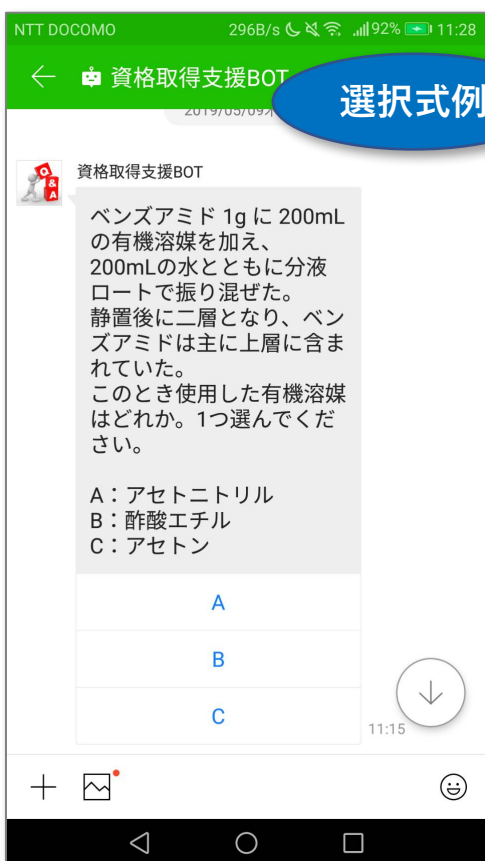 NTT DOCOMO 296B/s 92% 11:28
資格取得支援BOT
選択式例
2019/05/09
資格取得支援BOT
Q
&
A
ベンズアミド 1g に 200mL
の有機溶媒を加え、
200mLの水とともに分液
ロートで振り混ぜた。
静置後に二層となり、ベン
ズアミドは主に上層に含ま
れていた。
このとき使用した有機溶媒
はどれか。1つ選んでくだ
さい。
A：アセトニトリル
B：酢酸エチル
C：アセトン
A
B
C
11:15